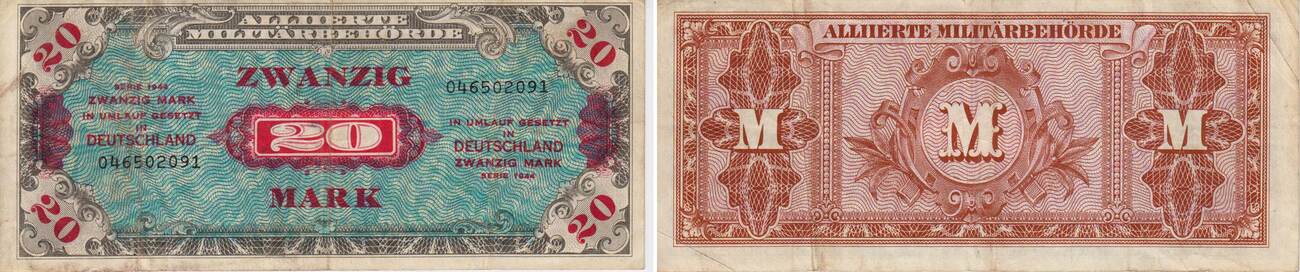 ALLIIERTE
MILITÄRBEHÖRDE
20
20
ZWANZIG
046502091
SERIE 1944
ZWANZIG MARK
IN UMLAUF GESETZT
IN
DEUTSCHLAND
046502091
20
IN UMLAUF GESETZT
IN
DEUTSCHLAND
ZWANZIG MARK
SERIE 1944
MARK
20
20
ALLIIERTE MILITÄRBEHÖRDE
M
M
M